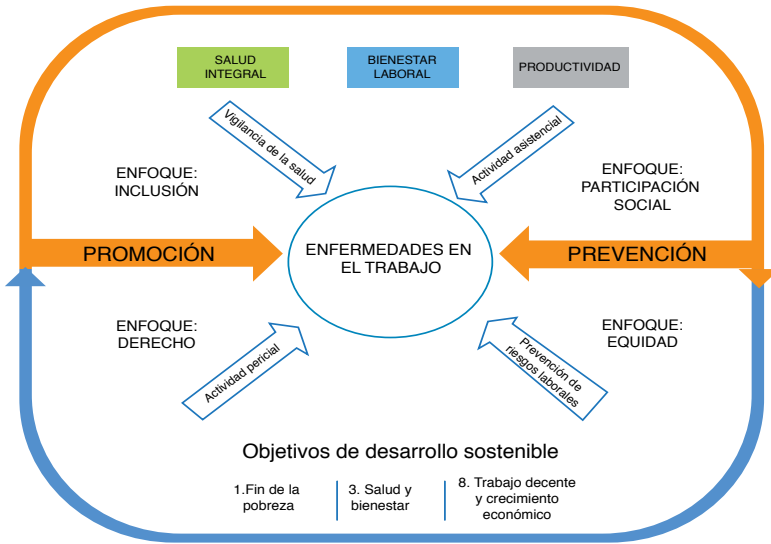 SALUD
INTEGRAL
BIENESTAR
LABORAL
PRODUCTIVIDAD
Vigilancia de la salud
Actividad asistencial
ENFOQUE:
INCLUSIÓN
ENFOQUE:
PARTICIPACIÓN
SOCIAL
PROMOCIÓN
ENFERMEDADES EN
EL TRABAJO
PREVENCIÓN
ENFOQUE:
DERECHO
ENFOQUE:
EQUIDAD
Actividad pericial
Prevención de
riesgos laborales
Objetivos de desarrollo sostenible
1.Fin de la
pobreza
3. Salud y
bienestar
8. Trabajo decente
y crecimiento
económico